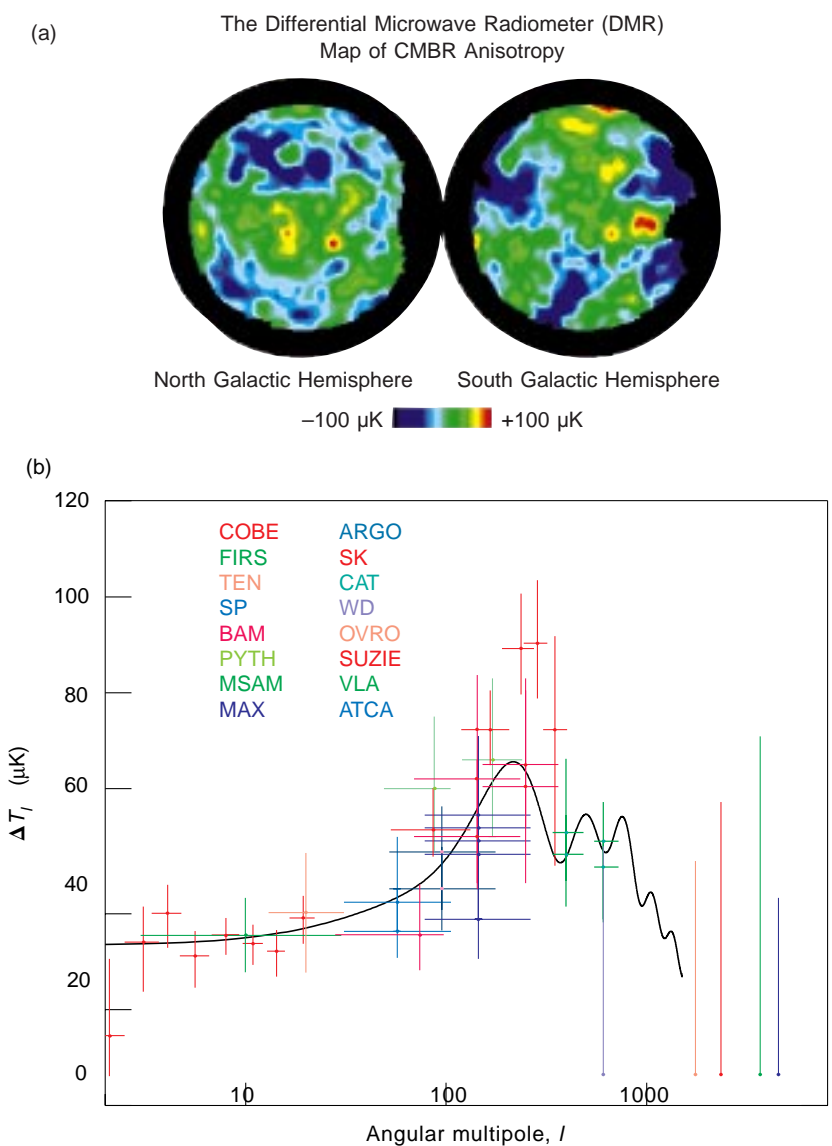 (a)
The Differential Microwave Radiometer (DMR)
Map of CMBR Anisotropy
North Galactic Hemisphere South Galactic Hemisphere
–100 μK +100 μK
(b)
120
100
80
60
40
20
0
ΔT_l (μK)
COBE ARGO
FIRS SK
TEN CAT
SP WD
BAM OVRO
PYTH SUZIE
MSAM VLA
MAX ATCA
10 100 1000
Angular multipole, l